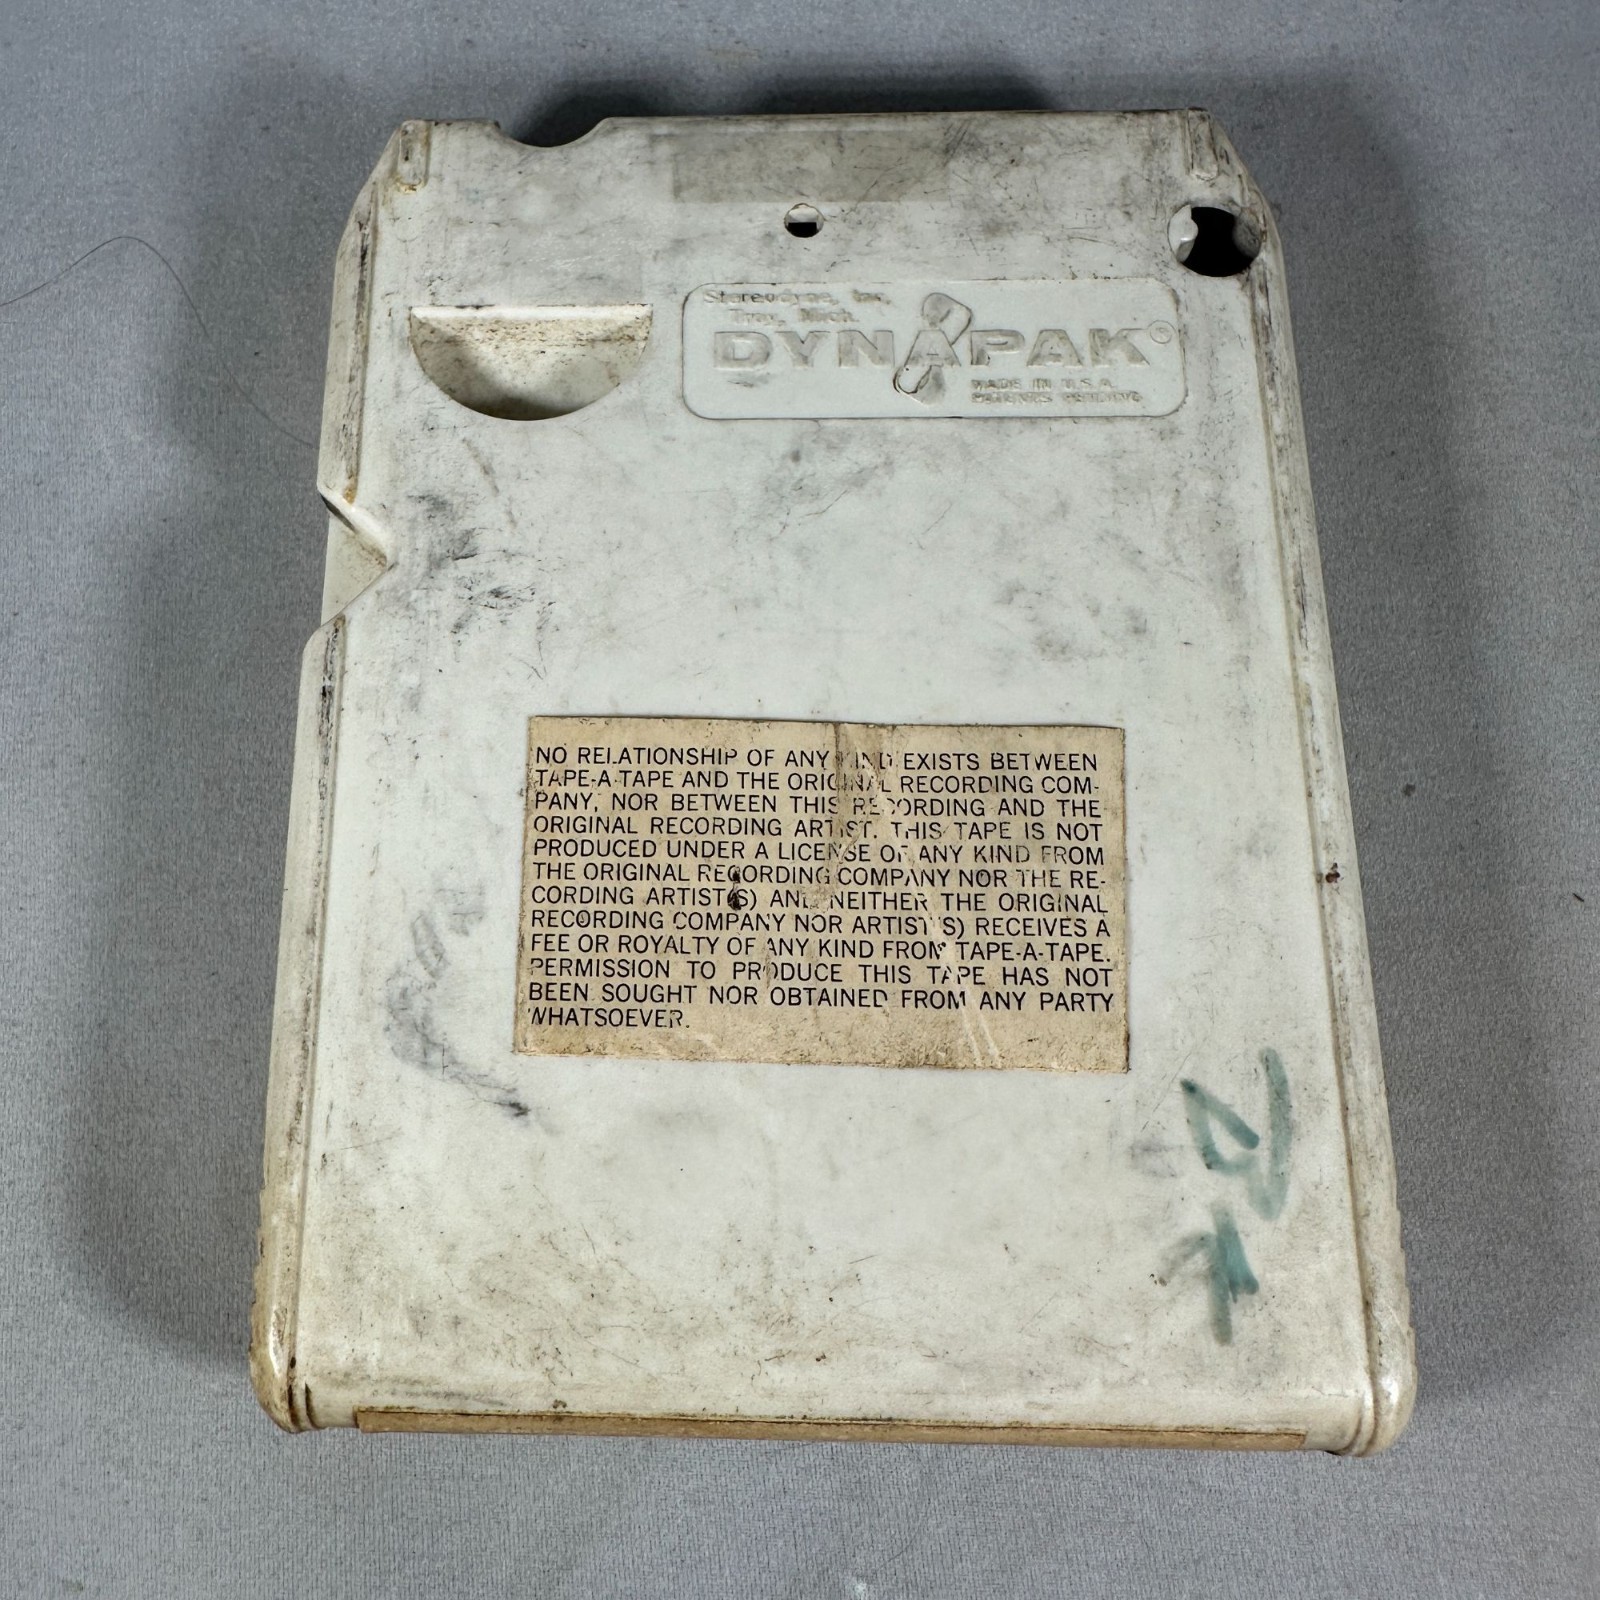 Stereodyne, Inc.
Troy, Mich.
DYNAPAK®
MADE IN U.S.A.
PATENTS PENDING
NO RELATIONSHIP OF ANY KIND EXISTS BETWEEN
TAPE-A-TAPE AND THE ORIGINAL RECORDING COM-
PANY, NOR BETWEEN THIS RECORDING AND THE
ORIGINAL RECORDING ARTIST. THIS TAPE IS NOT
PRODUCED UNDER A LICENSE OF ANY KIND FROM
THE ORIGINAL RECORDING COMPANY NOR THE RE-
CORDING ARTIST(S) AND NEITHER THE ORIGINAL
RECORDING COMPANY NOR ARTIST(S) RECEIVES A
FEE OR ROYALTY OF ANY KIND FROM TAPE-A-TAPE.
PERMISSION TO PRODUCE THIS TAPE HAS NOT
BEEN SOUGHT NOR OBTAINED FROM ANY PARTY
WHATSOEVER.